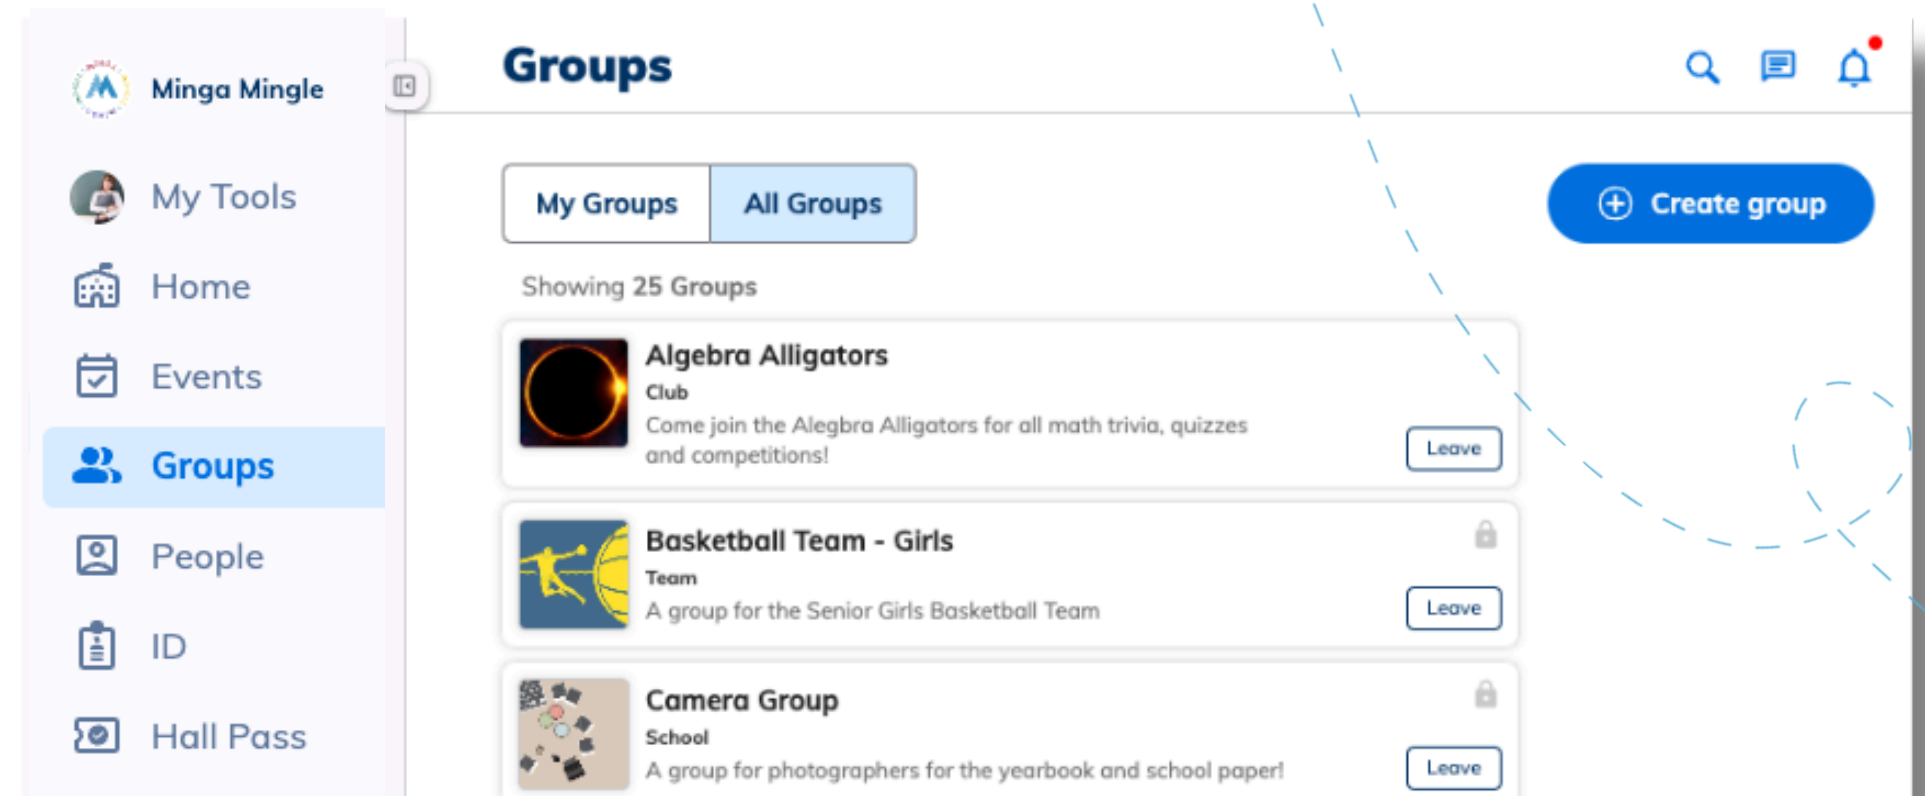 Minga Mingle
My Tools
Home
Events
Groups
People
ID
Hall Pass
Groups
My Groups
All Groups
Create group
Showing 25 Groups
Algebra Alligators
Club
Come join the Alegbra Alligators for all math trivia, quizzes
and competitions!
Leave
Basketball Team - Girls
Team
A group for the Senior Girls Basketball Team
Leave
Camera Group
School
A group for photographers for the yearbook and school paper!
Leave